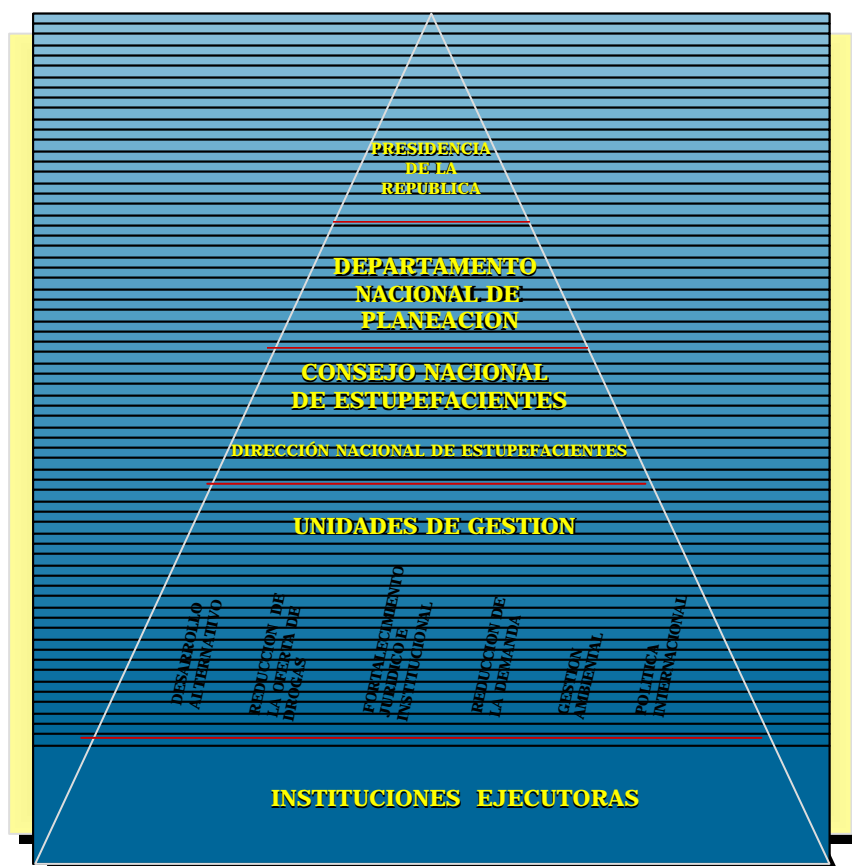 PRESIDENCIA
DE LA
REPUBLICA
DEPARTAMENTO
NACIONAL DE
PLANEACION
CONSEJO NACIONAL
DE ESTUPEFACIENTES
DIRECCIÓN NACIONAL DE ESTUPEFACIENTES
UNIDADES DE GESTION
DESARROLLO
ALTERNATIVO
REDUCCION DE
LA OFERTA DE
DROGAS
FORTALECIMIENTO
JURIDICO E
INSTITUCIONAL
REDUCCION DE
LA DEMANDA
GESTION
AMBIENTAL
POLITICA
INTERNACIONAL
INSTITUCIONES EJECUTORAS